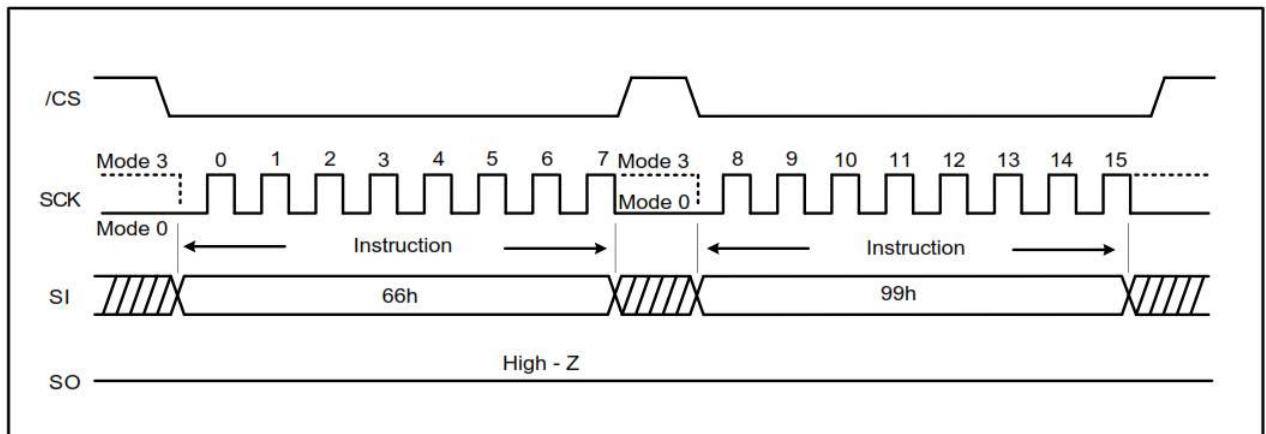 /CS
Mode 3 0 1 2 3 4 5 6 7 Mode 3 8 9 10 11 12 13 14 15
SCK
Mode 0
Mode 0
Instruction Instruction
SI 66h 99h
High - Z
SO